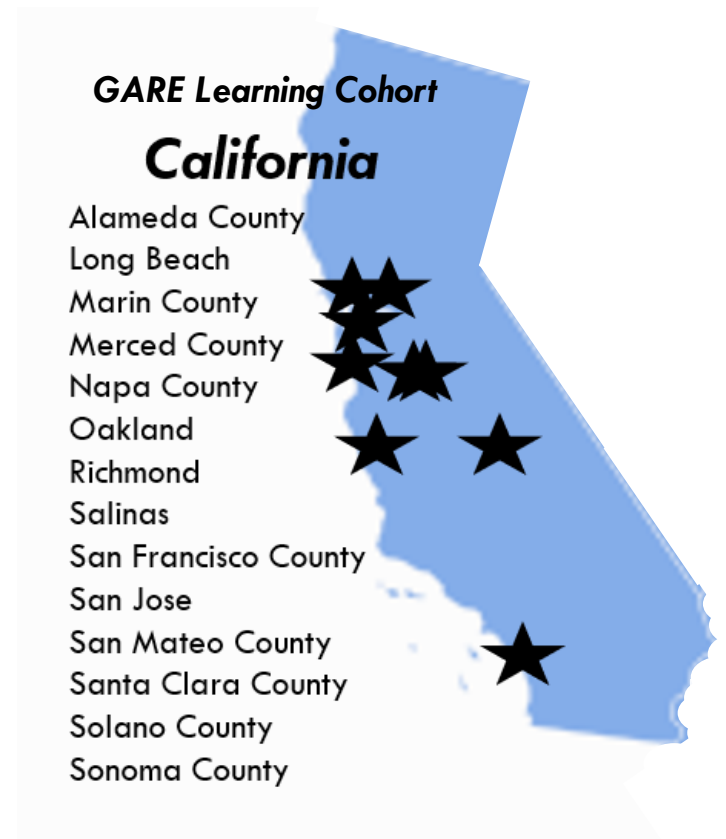 GARE Learning Cohort
California
Alameda County
Long Beach
Marin County
Merced County
Napa County
Oakland
Richmond
Salinas
San Francisco County
San Jose
San Mateo County
Santa Clara County
Solano County
Sonoma County